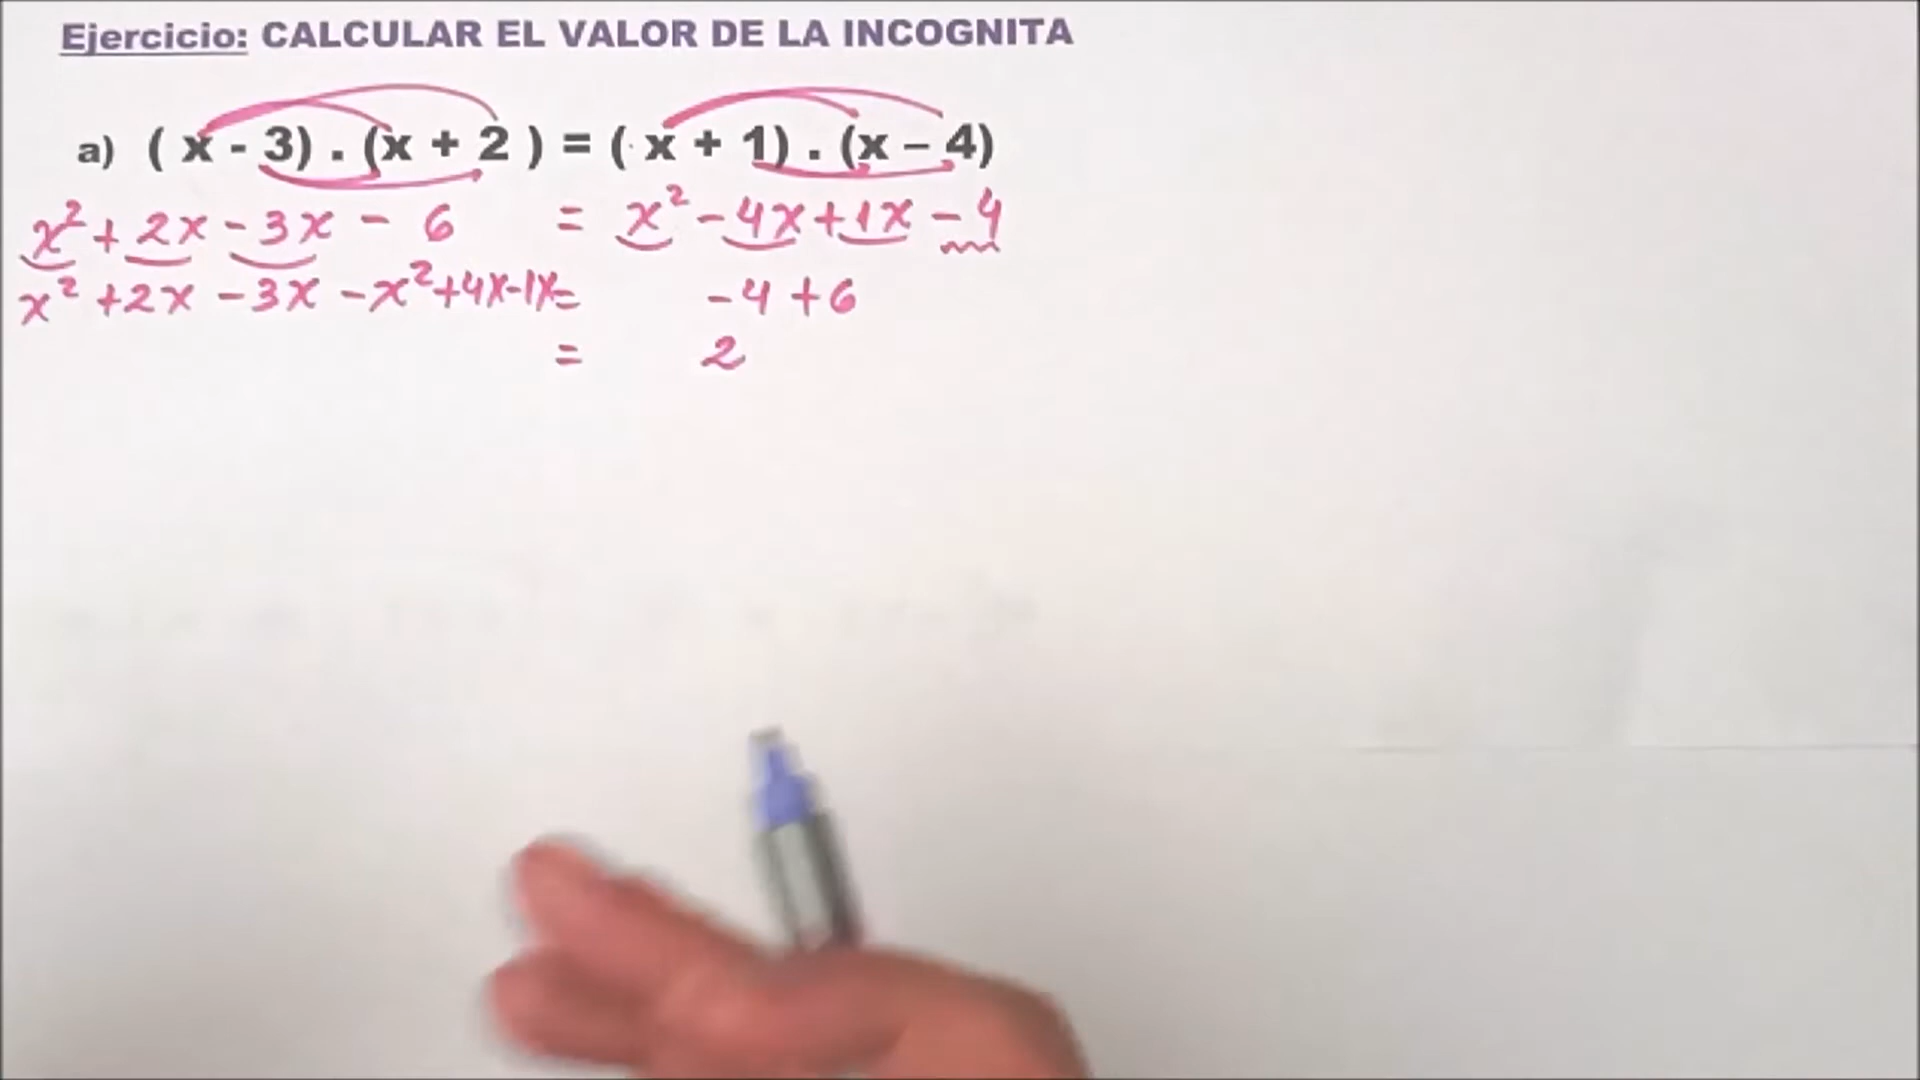 Ejercicio: CALCULAR EL VALOR DE LA INCOGNITA
a) ( x - 3) . (x + 2 ) = ( x + 1) . (x – 4)
x² + 2x - 3x - 6 = x² - 4x + 1x - 4
x² + 2x - 3x - x² + 4x - 1x = - 4 + 6
= 2